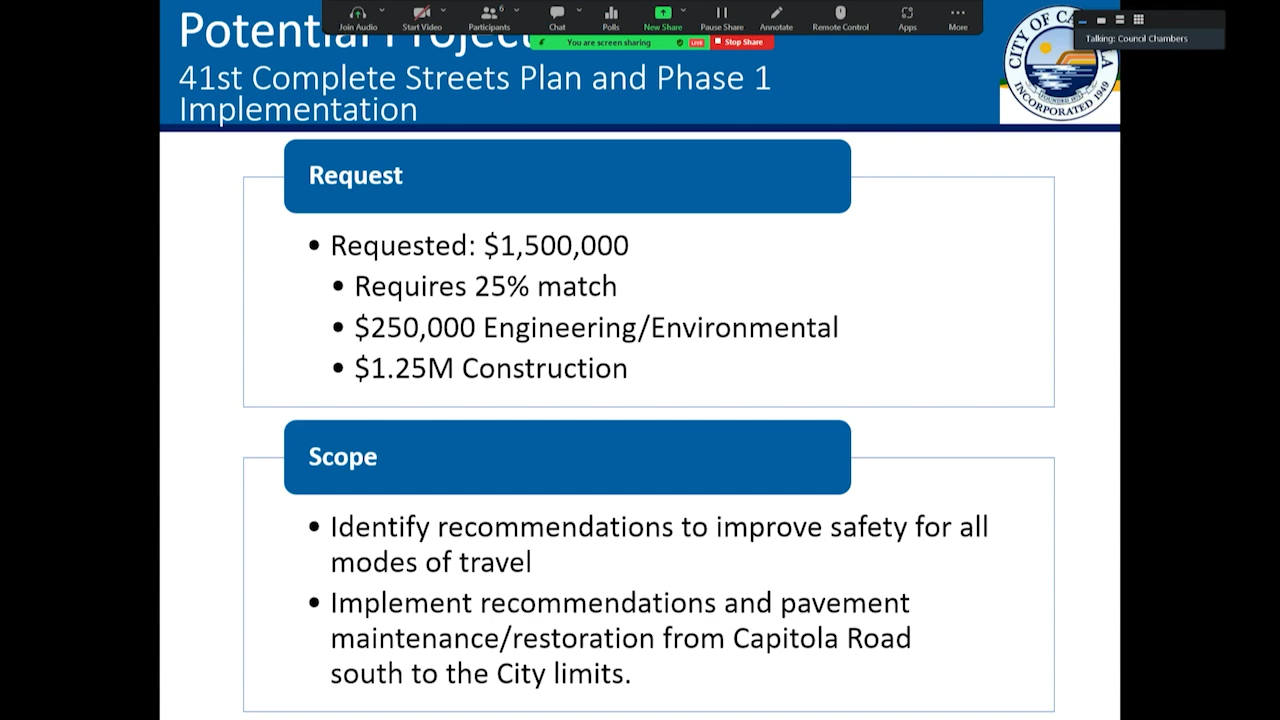 Join Audio
Start Video
6
Participants
Chat
Polls
New Share
Pause Share
Annotate
Remote Control
Apps
More
You are screen sharing
LIVE
Stop Share
Talking: Council Chambers
Potential Project
41st Complete Streets Plan and Phase 1
Implementation
CITY OF CA LA
INCORPORATED 1949
Request
• Requested: $1,500,000
• Requires 25% match
• $250,000 Engineering/Environmental
• $1.25M Construction
Scope
• Identify recommendations to improve safety for all
modes of travel
• Implement recommendations and pavement
maintenance/restoration from Capitola Road
south to the City limits.